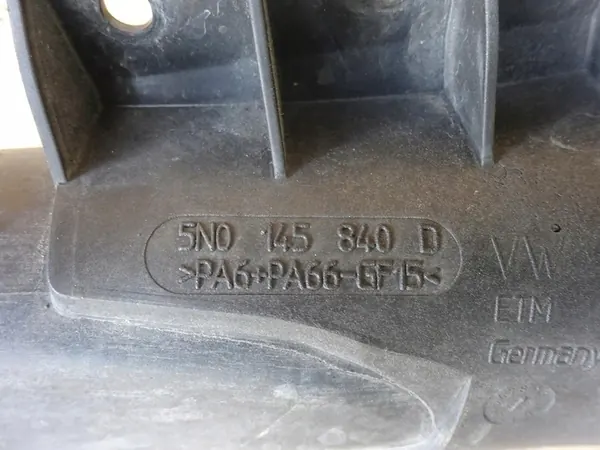 5N0 145 840 D
>PA6+PA66-GF15<
VW
ETM
Germany